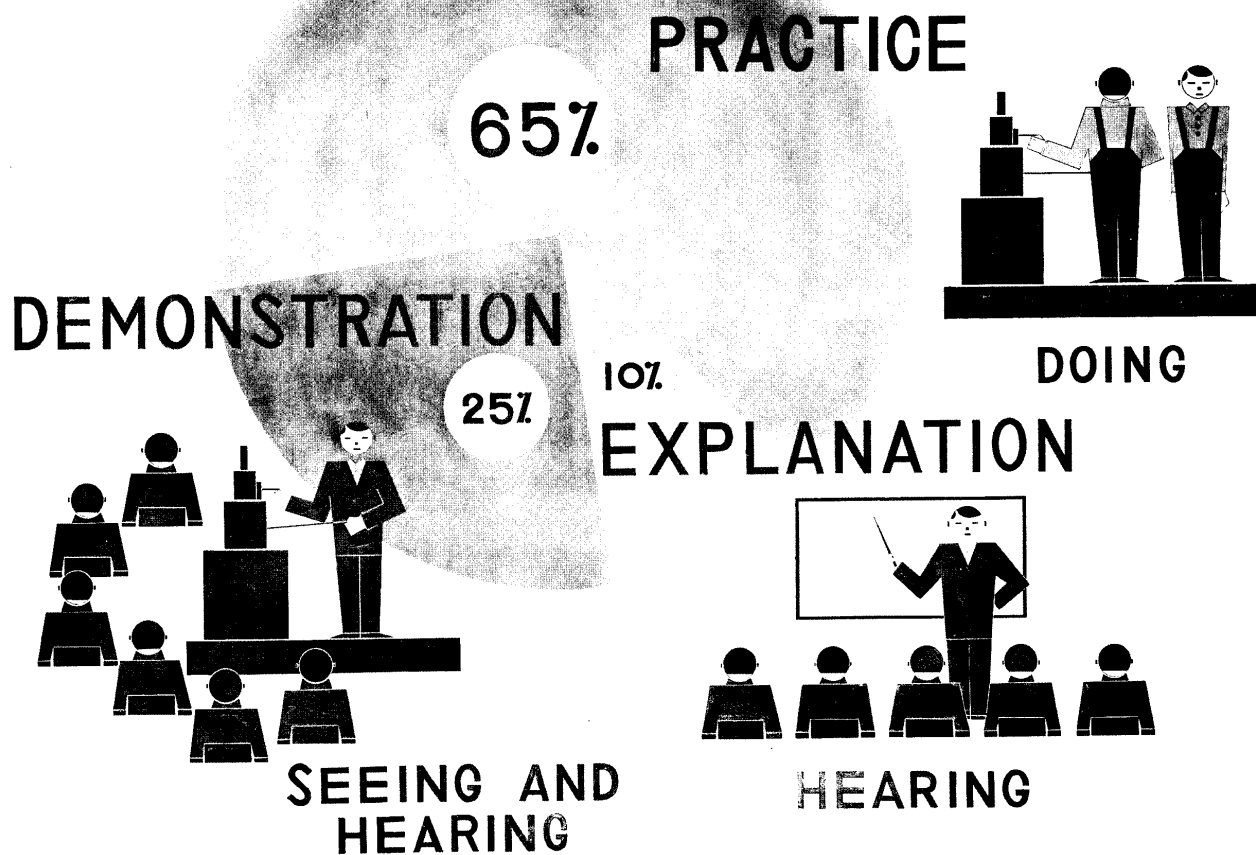 PRACTICE
65%
DOING
DEMONSTRATION
25%
SEEING AND
HEARING
10%
EXPLANATION
HEARING